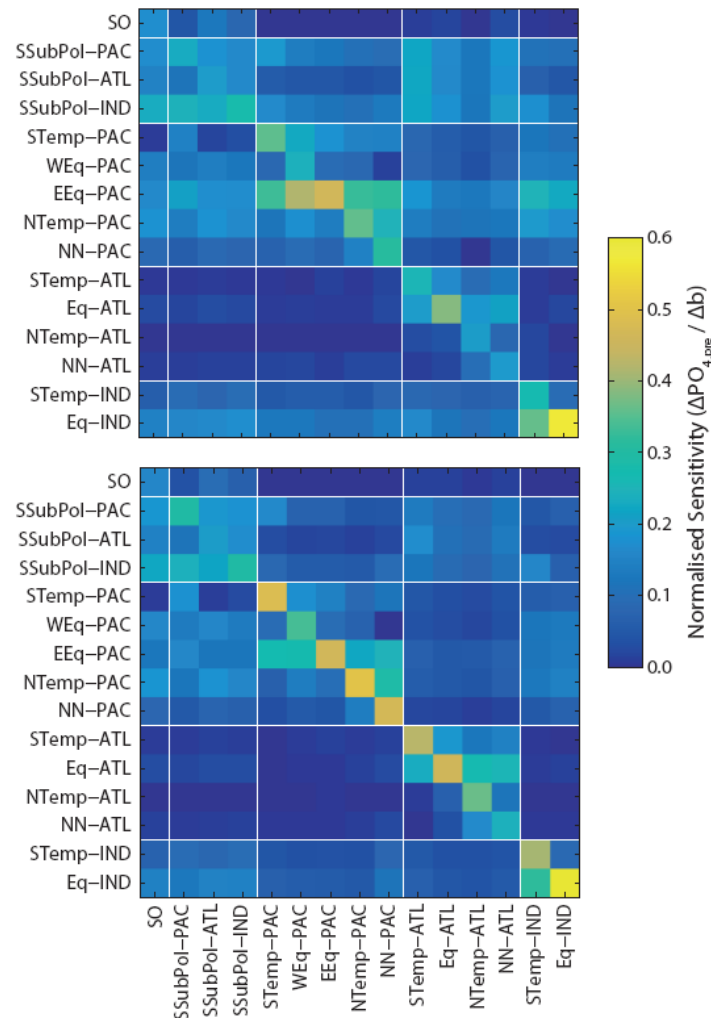 SO
SSubPol−PAC
SSubPol−ATL
SSubPol−IND
STemp−PAC
WEq−PAC
EEq−PAC
NTemp−PAC
NN−PAC
STemp−ATL
Eq−ATL
NTemp−ATL
NN−ATL
STemp−IND
Eq−IND
0.6
0.5
0.4
0.3
0.2
0.1
0.0
Normalised Sensitivity (ΔPO4,pre / Δb)
SO
SSubPol−PAC
SSubPol−ATL
SSubPol−IND
STemp−PAC
WEq−PAC
EEq−PAC
NTemp−PAC
NN−PAC
STemp−ATL
Eq−ATL
NTemp−ATL
NN−ATL
STemp−IND
Eq−IND
SO
SSubPol−PAC
SSubPol−ATL
SSubPol−IND
STemp−PAC
WEq−PAC
EEq−PAC
NTemp−PAC
NN−PAC
STemp−ATL
Eq−ATL
NTemp−ATL
NN−ATL
STemp−IND
Eq−IND